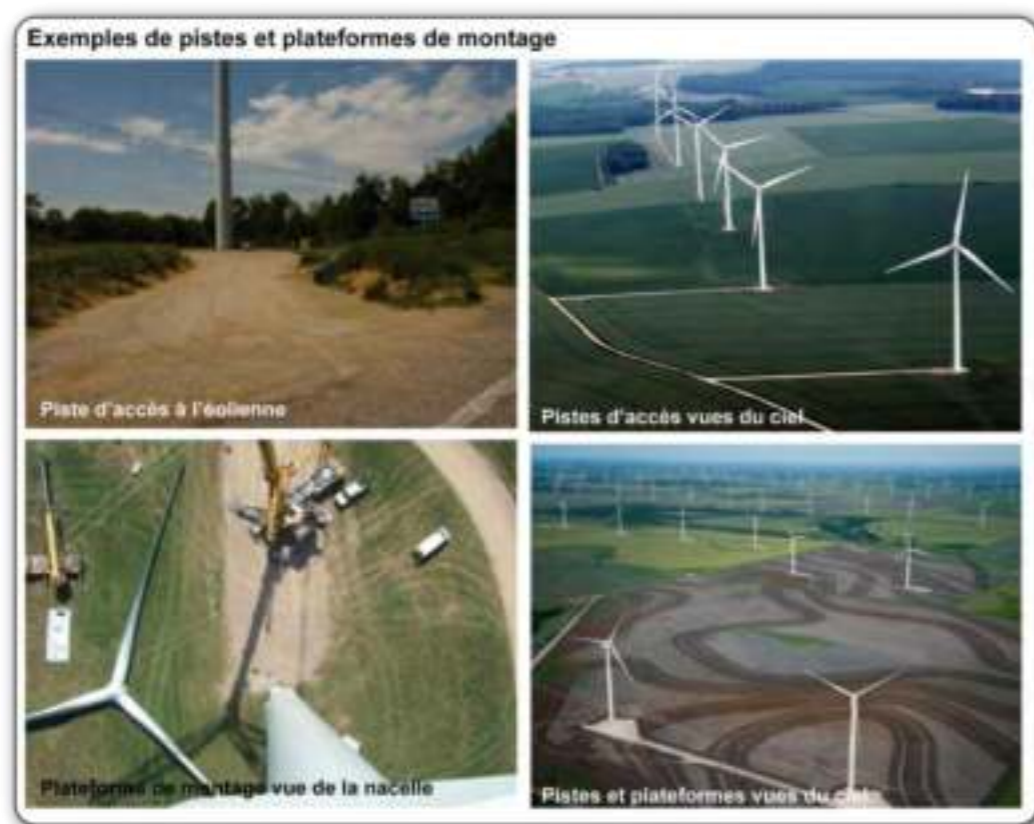 Exemples de pistes et plateformes de montage
Piste d'accès à l'éolienne
Pistes d'accès vues du ciel
Plateforme de montage vue de la nacelle
Pistes et plateformes vues du ciel